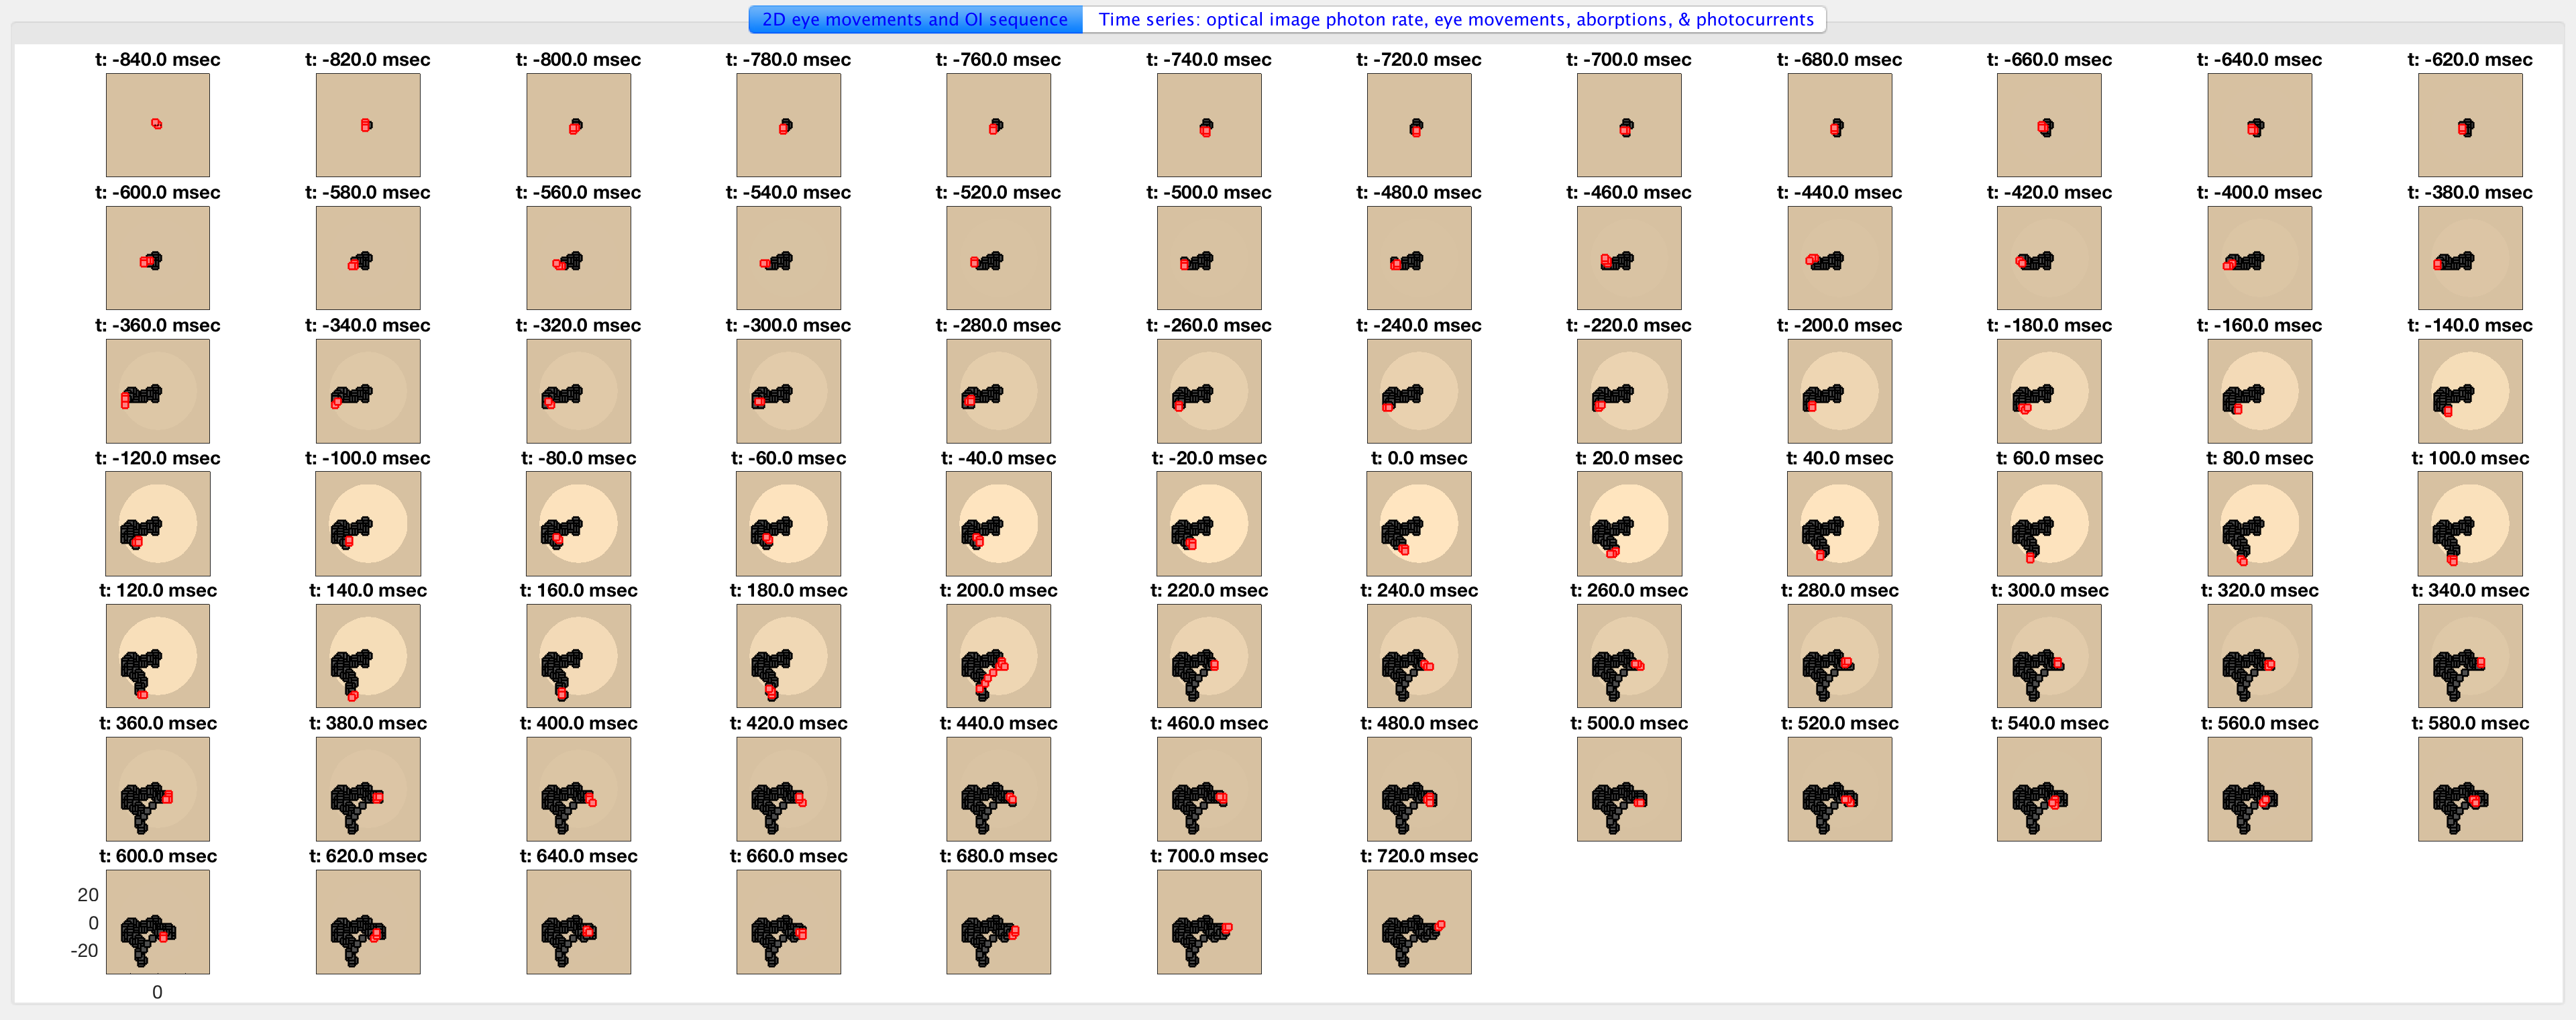 2D eye movements and OI sequence Time series: optical image photon rate, eye movements, aborptions, & photocurrents
t: -840.0 msec t: -820.0 msec t: -800.0 msec t: -780.0 msec t: -760.0 msec t: -740.0 msec t: -720.0 msec t: -700.0 msec t: -680.0 msec t: -660.0 msec t: -640.0 msec t: -620.0 msec
t: -600.0 msec t: -580.0 msec t: -560.0 msec t: -540.0 msec t: -520.0 msec t: -500.0 msec t: -480.0 msec t: -460.0 msec t: -440.0 msec t: -420.0 msec t: -400.0 msec t: -380.0 msec
t: -360.0 msec t: -340.0 msec t: -320.0 msec t: -300.0 msec t: -280.0 msec t: -260.0 msec t: -240.0 msec t: -220.0 msec t: -200.0 msec t: -180.0 msec t: -160.0 msec t: -140.0 msec
t: -120.0 msec t: -100.0 msec t: -80.0 msec t: -60.0 msec t: -40.0 msec t: -20.0 msec t: 0.0 msec t: 20.0 msec t: 40.0 msec t: 60.0 msec t: 80.0 msec t: 100.0 msec
t: 120.0 msec t: 140.0 msec t: 160.0 msec t: 180.0 msec t: 200.0 msec t: 220.0 msec t: 240.0 msec t: 260.0 msec t: 280.0 msec t: 300.0 msec t: 320.0 msec t: 340.0 msec
t: 360.0 msec t: 380.0 msec t: 400.0 msec t: 420.0 msec t: 440.0 msec t: 460.0 msec t: 480.0 msec t: 500.0 msec t: 520.0 msec t: 540.0 msec t: 560.0 msec t: 580.0 msec
t: 600.0 msec t: 620.0 msec t: 640.0 msec t: 660.0 msec t: 680.0 msec t: 700.0 msec t: 720.0 msec
20
0
-20
0